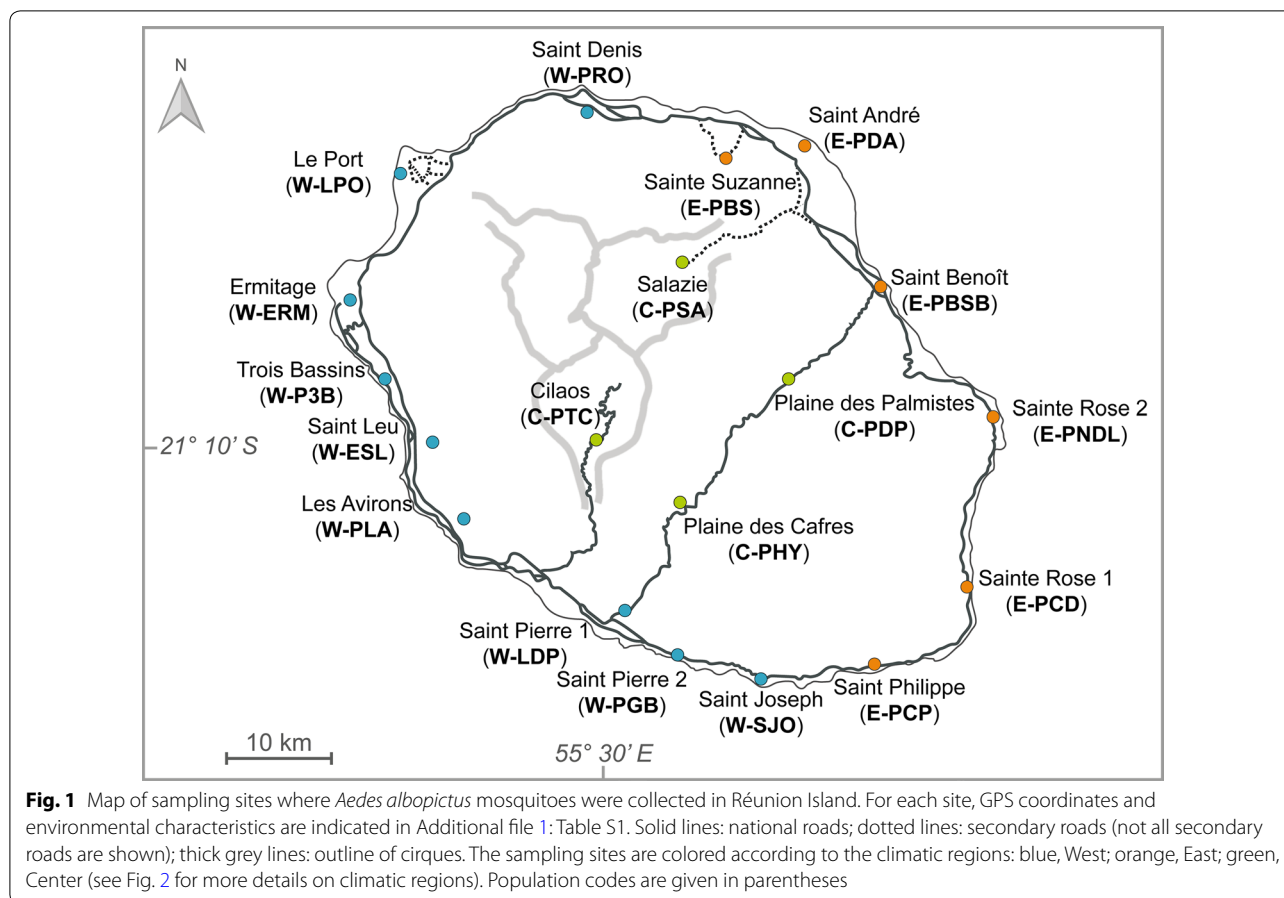 Saint Denis
(W-PRO)
N
Saint André
(E-PDA)
Le Port
(W-LPO)
Sainte Suzanne
(E-PBS)
Salazie
(C-PSA)
Saint Benoît
(E-PBSB)
Ermitage
(W-ERM)
Trois Bassins
(W-P3B)
Cilaos
(C-PTC)
Plaine des Palmistes
(C-PDP)
Sainte Rose 2
(E-PNDL)
Saint Leu
(W-ESL)
21° 10' S
Les Avirons
(W-PLA)
Plaine des Cafres
(C-PHY)
Sainte Rose 1
(E-PCD)
Saint Pierre 1
(W-LDP)
Saint Pierre 2
(W-PGB)
Saint Joseph
(W-SJO)
Saint Philippe
(E-PCP)
10 km
55° 30' E
Fig. 1 Map of sampling sites where Aedes albopictus mosquitoes were collected in Réunion Island. For each site, GPS coordinates and
environmental characteristics are indicated in Additional file 1: Table S1. Solid lines: national roads; dotted lines: secondary roads (not all secondary
roads are shown); thick grey lines: outline of cirques. The sampling sites are colored according to the climatic regions: blue, West; orange, East; green,
Center (see Fig. 2 for more details on climatic regions). Population codes are given in parentheses